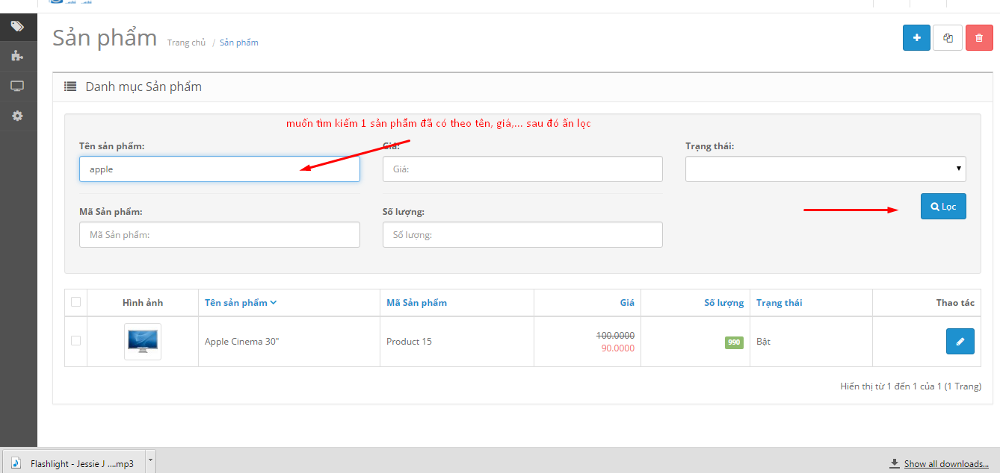 Sản phẩm Trang chủ / Sản phẩm
Danh mục Sản phẩm
muốn tìm kiếm 1 sản phẩm đã có theo tên, giá,... sau đó ấn lọc
Tên sản phẩm: Giá: Trạng thái:
apple Giá:
Lọc
Mã Sản phẩm: Số lượng:
Mã Sản phẩm: Số lượng:
Hình ảnh Tên sản phẩm Mã Sản phẩm Giá Số lượng Trạng thái Thao tác
100.0000
Apple Cinema 30" Product 15 990 Bật
90.0000
Hiển thị từ 1 đến 1 của 1 (1 Trang)
Flashlight - Jessie J ....mp3 Show all downloads...